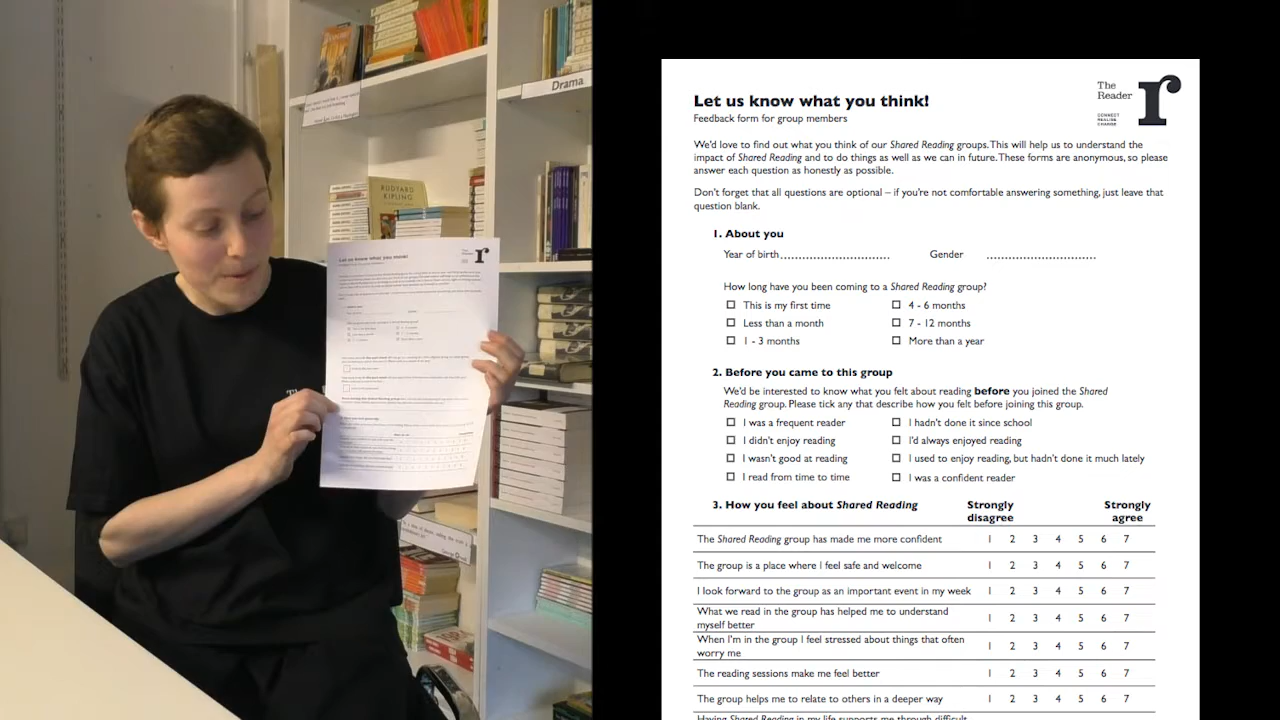 Drama
RUDYARD
KIPLING
Let us know what you think!
The
Reader
r
Let us know what you think!
Feedback form for group members
The
Reader
r
CONNECT
REALISE
CHANGE
We'd love to find out what you think of our Shared Reading groups. This will help us to understand the
impact of Shared Reading and to do things as well as we can in future. These forms are anonymous, so please
answer each question as honestly as possible.
Don't forget that all questions are optional – if you're not comfortable answering something, just leave that
question blank.
1. About you
Year of birth.............................. Gender ..............................
How long have you been coming to a Shared Reading group?
This is my first time 4 - 6 months
Less than a month 7 - 12 months
1 - 3 months More than a year
2. Before you came to this group
We'd be interested to know what you felt about reading before you joined the Shared
Reading group. Please tick any that describe how you felt before joining this group.
I was a frequent reader I hadn't done it since school
I didn't enjoy reading I'd always enjoyed reading
I wasn't good at reading I used to enjoy reading, but hadn't done it much lately
I read from time to time I was a confident reader
3. How you feel about Shared Reading Strongly disagree Strongly agree
The Shared Reading group has made me more confident 1 2 3 4 5 6 7
The group is a place where I feel safe and welcome 1 2 3 4 5 6 7
I look forward to the group as an important event in my week 1 2 3 4 5 6 7
What we read in the group has helped me to understand
myself better 1 2 3 4 5 6 7
When I'm in the group I feel stressed about things that often
worry me 1 2 3 4 5 6 7
The reading sessions make me feel better 1 2 3 4 5 6 7
The group helps me to relate to others in a deeper way 1 2 3 4 5 6 7
Having Shared Reading in my life supports me through difficult